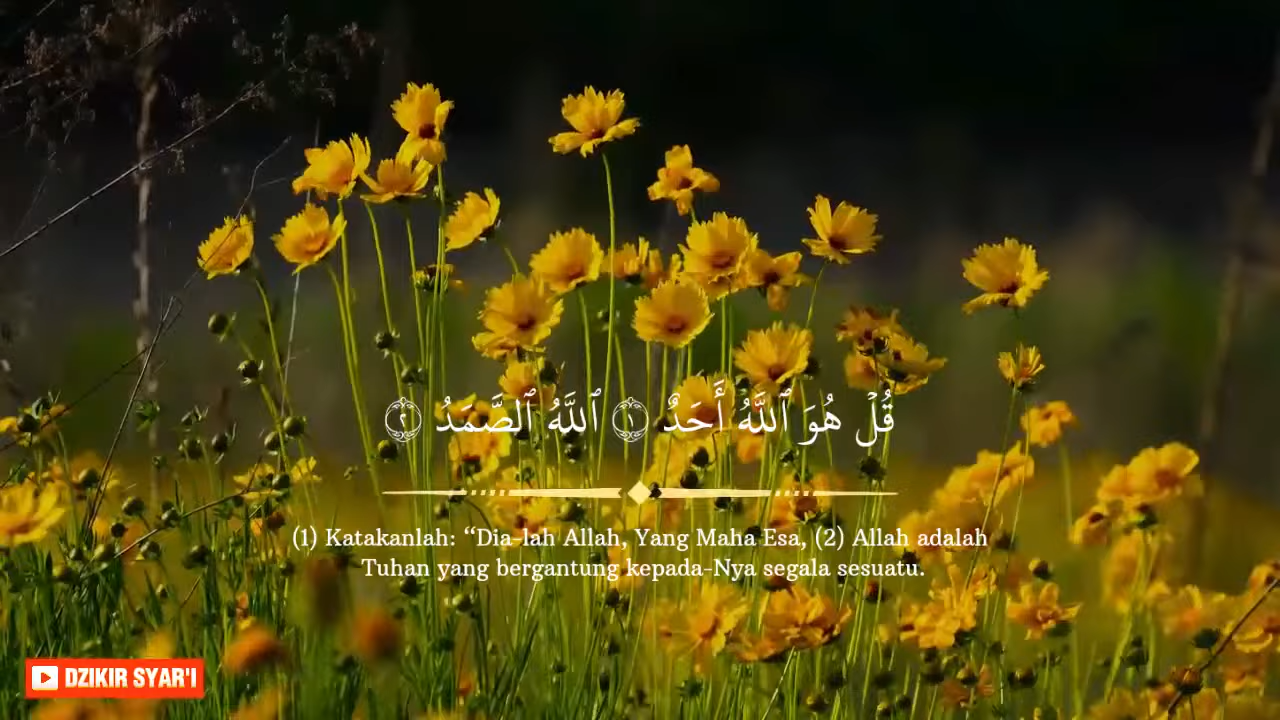 قُلْ هُوَ ٱللَّهُ أَحَدٌ ۝١ ٱللَّهُ ٱلصَّمَدُ ۝٢
(1) Katakanlah: “Dia-lah Allah, Yang Maha Esa, (2) Allah adalah
Tuhan yang bergantung kepada-Nya segala sesuatu.
DZIKIR SYAR'I